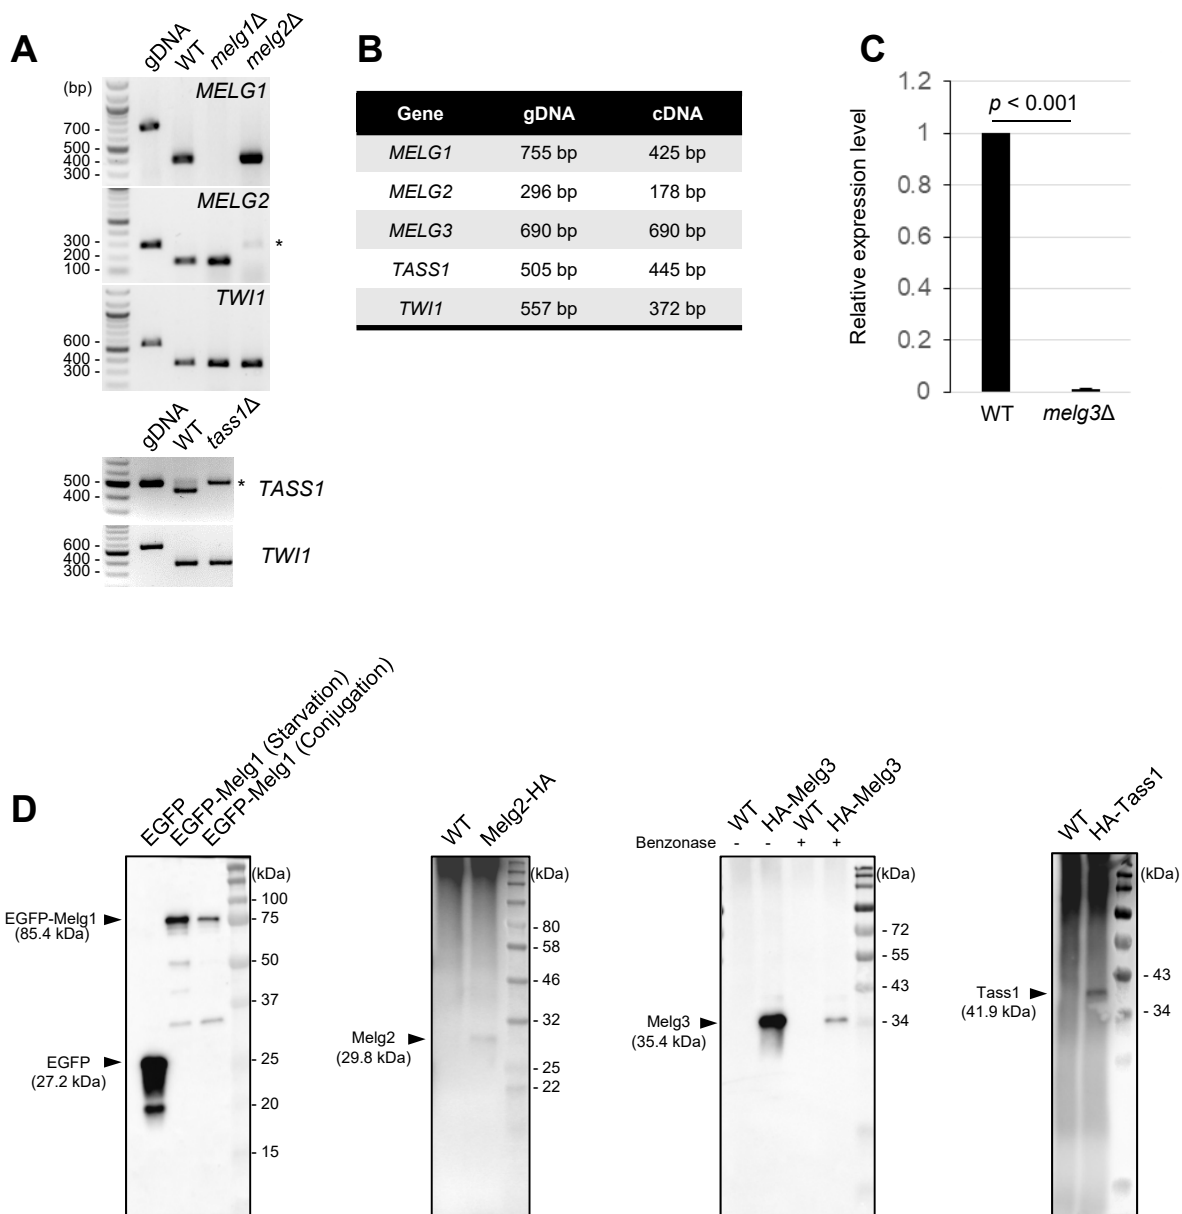 A
gDNA
WT
melg1Δ
melg2Δ
(bp)
MELG1
700 -
500 -
400 -
300 -
MELG2
300 -
200 -
100 -
*
TWI1
600 -
400 -
300 -
gDNA
WT
tass1Δ
500 -
400 -
* TASS1
600 -
400 -
300 -
TWI1
B
Gene gDNA cDNA
MELG1 755 bp 425 bp
MELG2 296 bp 178 bp
MELG3 690 bp 690 bp
TASS1 505 bp 445 bp
TWI1 557 bp 372 bp
C
Relative expression level
1.2
1
0.8
0.6
0.4
0.2
0
p < 0.001
WT melg3Δ
D
EGFP
EGFP-Melg1 (Starvation)
EGFP-Melg1 (Conjugation)
(kDa)
- 100
- 75
- 50
- 37
- 25
- 20
- 15
EGFP-Melg1
(85.4 kDa)
EGFP
(27.2 kDa)
WT
Melg2-HA
(kDa)
- 80
- 58
- 46
- 32
- 25
- 22
Melg2
(29.8 kDa)
WT
HA-Melg3
WT
HA-Melg3
Benzonase - - + +
(kDa)
- 72
- 55
- 43
- 34
Melg3
(35.4 kDa)
WT
HA-Tass1
(kDa)
- 43
- 34
Tass1
(41.9 kDa)